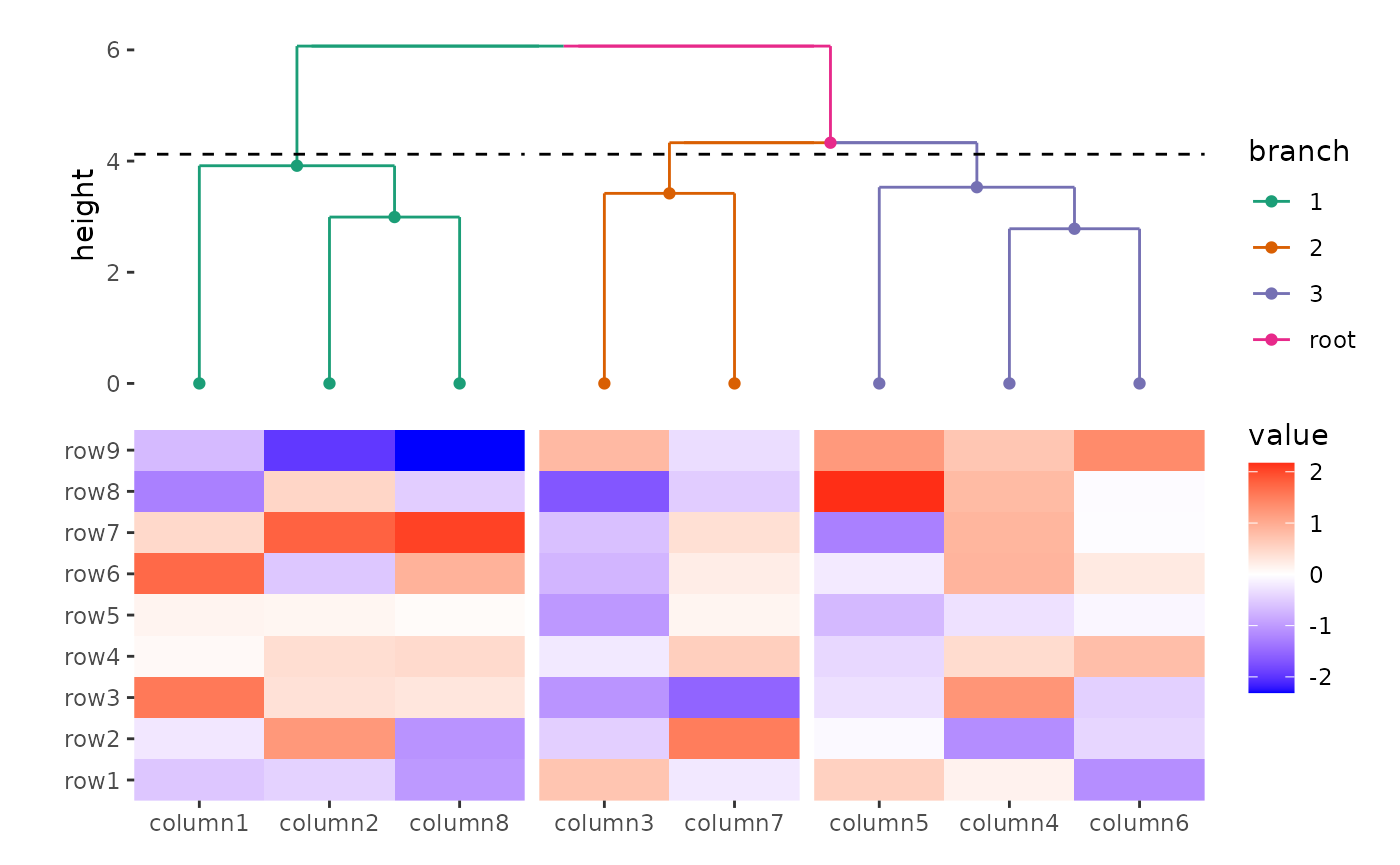 6
4
2
0
height
branch
1
2
3
root
row9
row8
row7
row6
row5
row4
row3
row2
row1
column1 column2 column8 column3 column7 column5 column4 column6
value
2
1
0
-1
-2